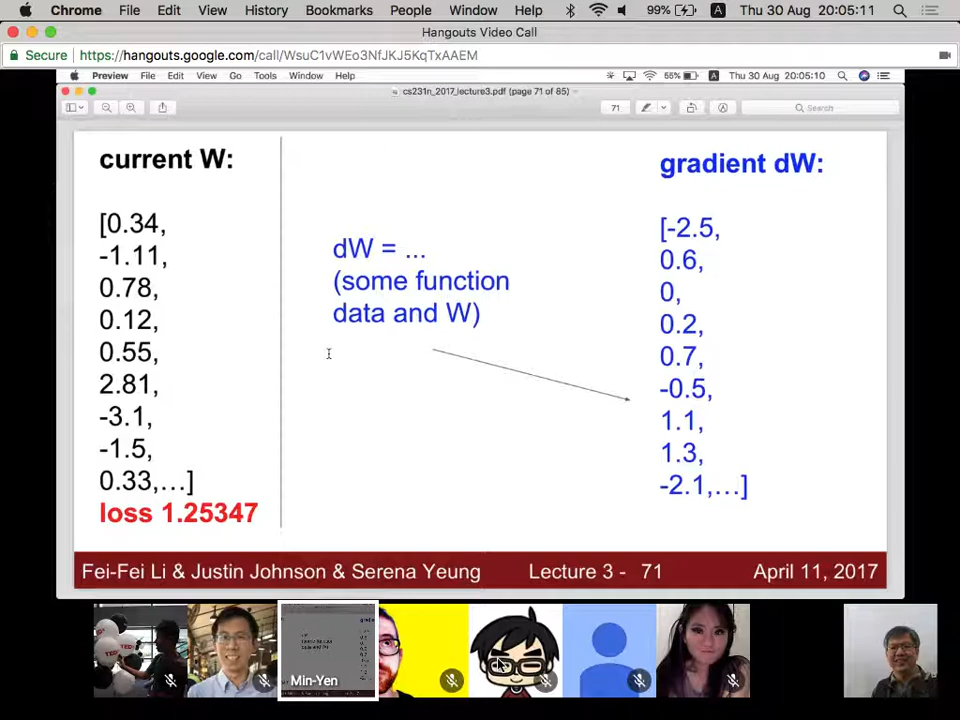 Chrome File Edit View History Bookmarks People Window Help 99% A Thu 30 Aug 20:05:11
Hangouts Video Call
Secure https://hangouts.google.com/call/WsuC1vWEo3NfJKJ5KqTxAAEM
Preview File Edit View Go Tools Window Help 55% A Thu 30 Aug 20:05:10
cs231n_2017_lecture3.pdf (page 71 of 85)
71 Search
current W:
[0.34,
-1.11,
0.78,
0.12,
0.55,
2.81,
-3.1,
-1.5,
0.33,…]
loss 1.25347
dW = ...
(some function
data and W)
gradient dW:
[-2.5,
0.6,
0,
0.2,
0.7,
-0.5,
1.1,
1.3,
-2.1,…]
Fei-Fei Li & Justin Johnson & Serena Yeung Lecture 3 - 71 April 11, 2017
Min-Yen